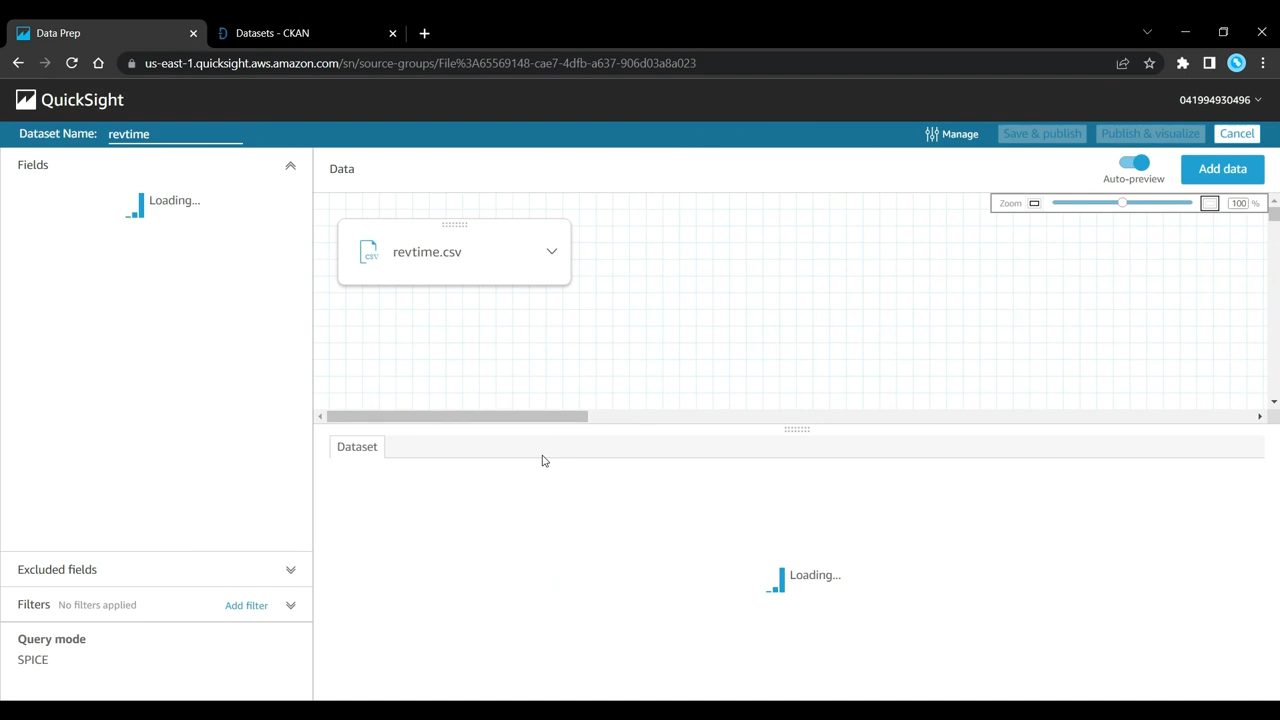 Data Prep
Datasets - CKAN
us-east-1.quicksight.aws.amazon.com/sn/source-groups/File%3A65569148-cae7-4dfb-a637-906d03a8a023
QuickSight
041994930496
Dataset Name: revtime
Manage
Save & publish
Publish & visualize
Cancel
Fields
Loading...
Data
Auto-preview
Add data
Zoom
100 %
CSV
revtime.csv
Dataset
Loading...
Excluded fields
Filters No filters applied Add filter
Query mode
SPICE